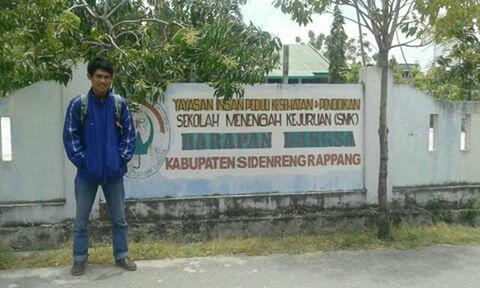 YAYASAN INSAN PEDULI KESEHATAN & PENDIDIKAN
SEKOLAH MENENGAH KEJURUAN (SMK)
HARAPAN BANGSA
KABUPATEN SIDENRENG RAPPANG